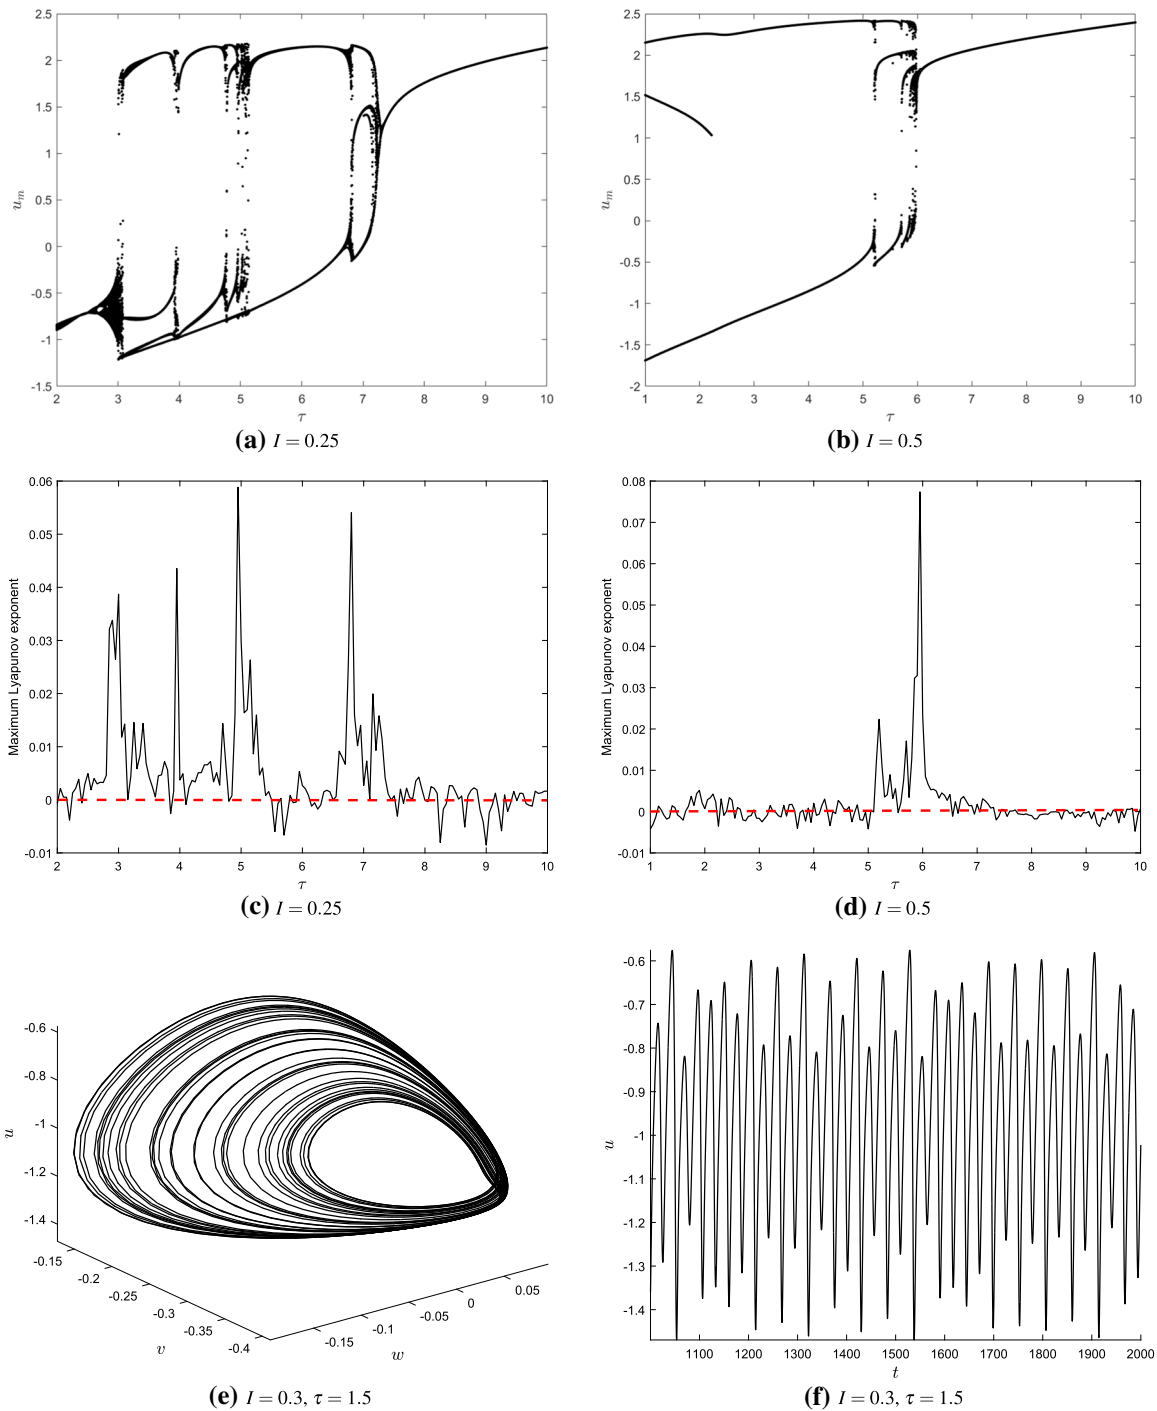 2.5
2
1.5
1
0.5
0
-0.5
-1
-1.5
u_m
2 3 4 5 6 7 8 9 10
τ
(a) I = 0.25
2.5
2
1.5
1
0.5
0
-0.5
-1
-1.5
-2
u_m
1 2 3 4 5 6 7 8 9 10
τ
(b) I = 0.5
0.06
0.05
0.04
0.03
0.02
0.01
0
-0.01
Maximum Lyapunov exponent
2 3 4 5 6 7 8 9 10
τ
(c) I = 0.25
0.08
0.07
0.06
0.05
0.04
0.03
0.02
0.01
0
-0.01
Maximum Lyapunov exponent
1 2 3 4 5 6 7 8 9 10
τ
(d) I = 0.5
-0.6
-0.8
-1
-1.2
-1.4
u
-0.15
-0.2
-0.25
-0.3
-0.35
-0.4
v
-0.15
-0.1
-0.05
0
0.05
w
(e) I = 0.3, τ = 1.5
-0.6
-0.7
-0.8
-0.9
-1
-1.1
-1.2
-1.3
-1.4
u
1100 1200 1300 1400 1500 1600 1700 1800 1900 2000
t
(f) I = 0.3, τ = 1.5